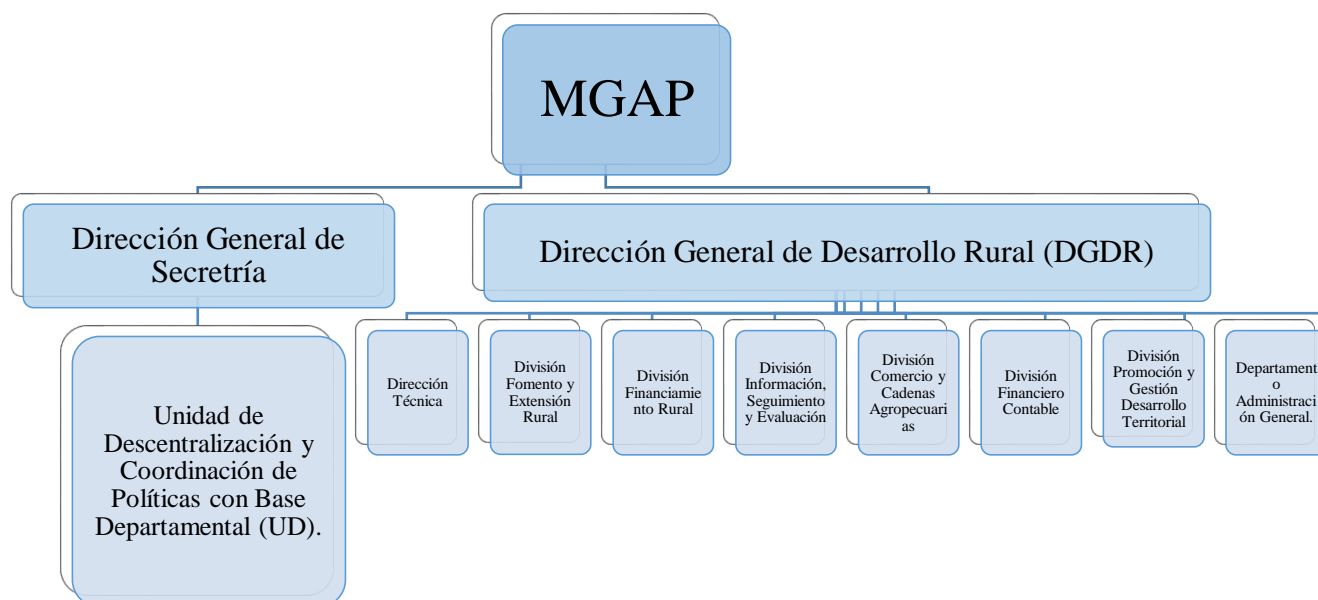 MGAP
Dirección General de
Secretría
Dirección General de Desarrollo Rural (DGDR)
Unidad de
Descentralización y
Coordinación de
Políticas con Base
Departamental (UD).
Dirección
Técnica
División
Fomento y
Extensión
Rural
División
Financiamie
nto Rural
División
Información,
Seguimiento
y Evaluación
División
Comercio y
Cadenas
Agropecuari
as
División
Financiero
Contable
División
Promoción y
Gestión
Desarrollo
Territorial
Departament
o
Administraci
ón General.